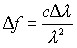 Δf = cΔλ / λ²